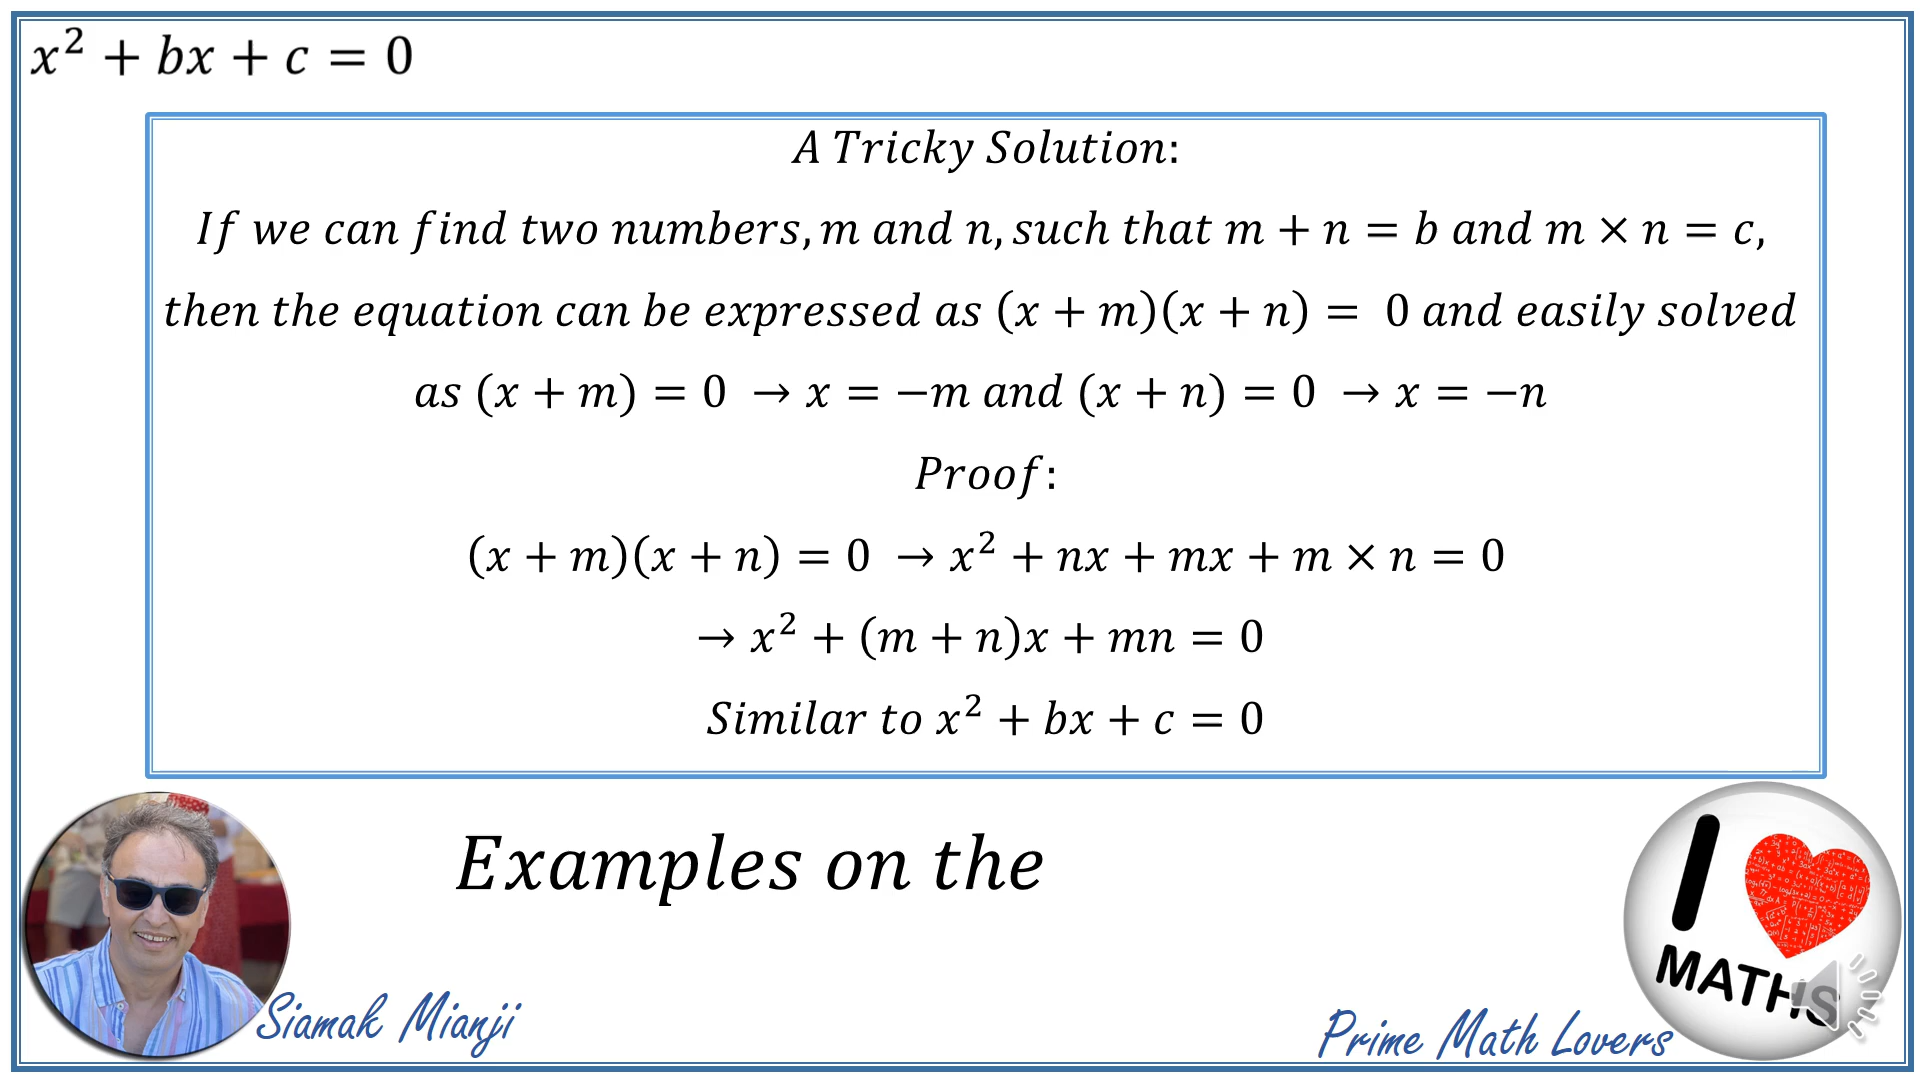 x² + bx + c = 0
A Tricky Solution:
If we can find two numbers, m and n, such that m + n = b and m × n = c,
then the equation can be expressed as (x + m)(x + n) = 0 and easily solved
as (x + m) = 0 → x = −m and (x + n) = 0 → x = −n
Proof:
(x + m)(x + n) = 0 → x² + nx + mx + m × n = 0
→ x² + (m + n)x + mn = 0
Similar to x² + bx + c = 0
Examples on the
I
MATHS
Siamak Mianji
Prime Math Lovers